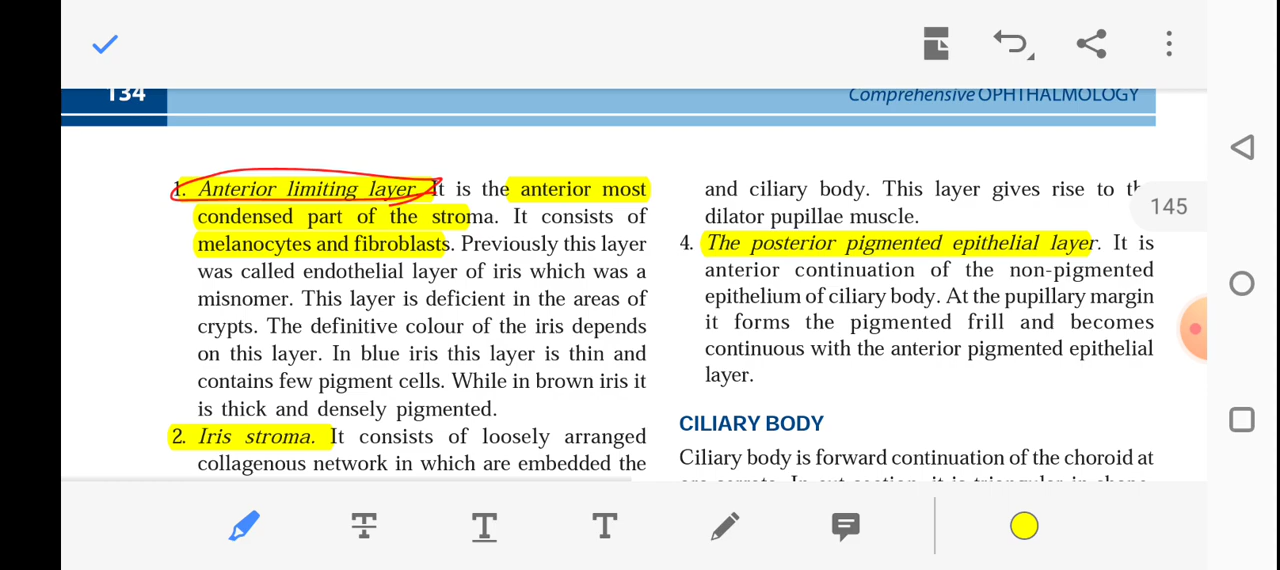 134
Comprehensive OPHTHALMOLOGY
1. Anterior limiting layer. It is the anterior most
condensed part of the stroma. It consists of
melanocytes and fibroblasts. Previously this layer
was called endothelial layer of iris which was a
misnomer. This layer is deficient in the areas of
crypts. The definitive colour of the iris depends
on this layer. In blue iris this layer is thin and
contains few pigment cells. While in brown iris it
is thick and densely pigmented.
2. Iris stroma. It consists of loosely arranged
collagenous network in which are embedded the
and ciliary body. This layer gives rise to
dilator pupillae muscle.
4. The posterior pigmented epithelial layer. It is
anterior continuation of the non-pigmented
epithelium of ciliary body. At the pupillary margin
it forms the pigmented frill and becomes
continuous with the anterior pigmented epithelial
layer.
CILIARY BODY
Ciliary body is forward continuation of the choroid at
145
T
T
T